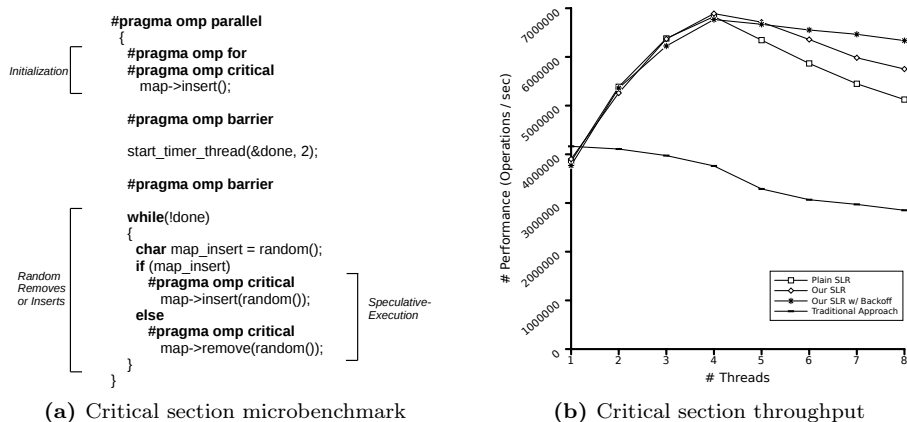 #pragma omp parallel
{
#pragma omp for
#pragma omp critical
map->insert();
#pragma omp barrier
start_timer_thread(&done, 2);
#pragma omp barrier
while(!done)
{
char map_insert = random();
if (map_insert)
#pragma omp critical
map->insert(random());
else
#pragma omp critical
map->remove(random());
}
}
Initialization
Random
Removes
or Inserts
Speculative-
Execution
(a) Critical section microbenchmark
# Performance (Operations / sec)
7000000
6000000
5000000
4000000
3000000
2000000
1000000
0
1 2 3 4 5 6 7 8
# Threads
Plain SLR
Our SLR
Our SLR w/ Backoff
Traditional Approach
(b) Critical section throughput